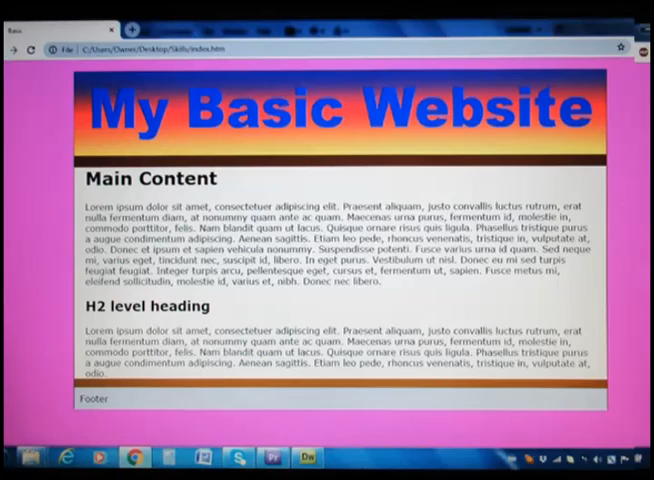 Basic
File
C:/Users/Owner/Desktop/Skills/index.htm
My Basic Website
Main Content
Lorem ipsum dolor sit amet, consectetuer adipiscing elit. Praesent aliquam, justo convallis luctus rutrum, erat
nulla fermentum diam, at nonummy quam ante ac quam. Maecenas urna purus, fermentum id, molestie in,
commodo porttitor, felis. Nam blandit quam ut lacus. Quisque ornare risus quis ligula. Phasellus tristique purus
a augue condimentum adipiscing. Aenean sagittis. Etiam leo pede, rhoncus venenatis, tristique in, vulputate at,
odio. Donec et ipsum et sapien vehicula nonummy. Suspendisse potenti. Fusce varius urna id quam. Sed neque
mi, varius eget, tincidunt nec, suscipit id, libero. In eget purus. Vestibulum ut nisl. Donec eu mi sed turpis
feugiat feugiat. Integer turpis arcu, pellentesque eget, cursus et, fermentum ut, sapien. Fusce metus mi,
eleifend sollicitudin, molestie id, varius et, nibh. Donec nec libero.
H2 level heading
Lorem ipsum dolor sit amet, consectetuer adipiscing elit. Praesent aliquam, justo convallis luctus rutrum, erat
nulla fermentum diam, at nonummy quam ante ac quam. Maecenas urna purus, fermentum id, molestie in,
commodo porttitor, felis. Nam blandit quam ut lacus. Quisque ornare risus quis ligula. Phasellus tristique purus
a augue condimentum adipiscing. Aenean sagittis. Etiam leo pede, rhoncus venenatis, tristique in, vulputate at,
odio.
Footer
Pr
Dw